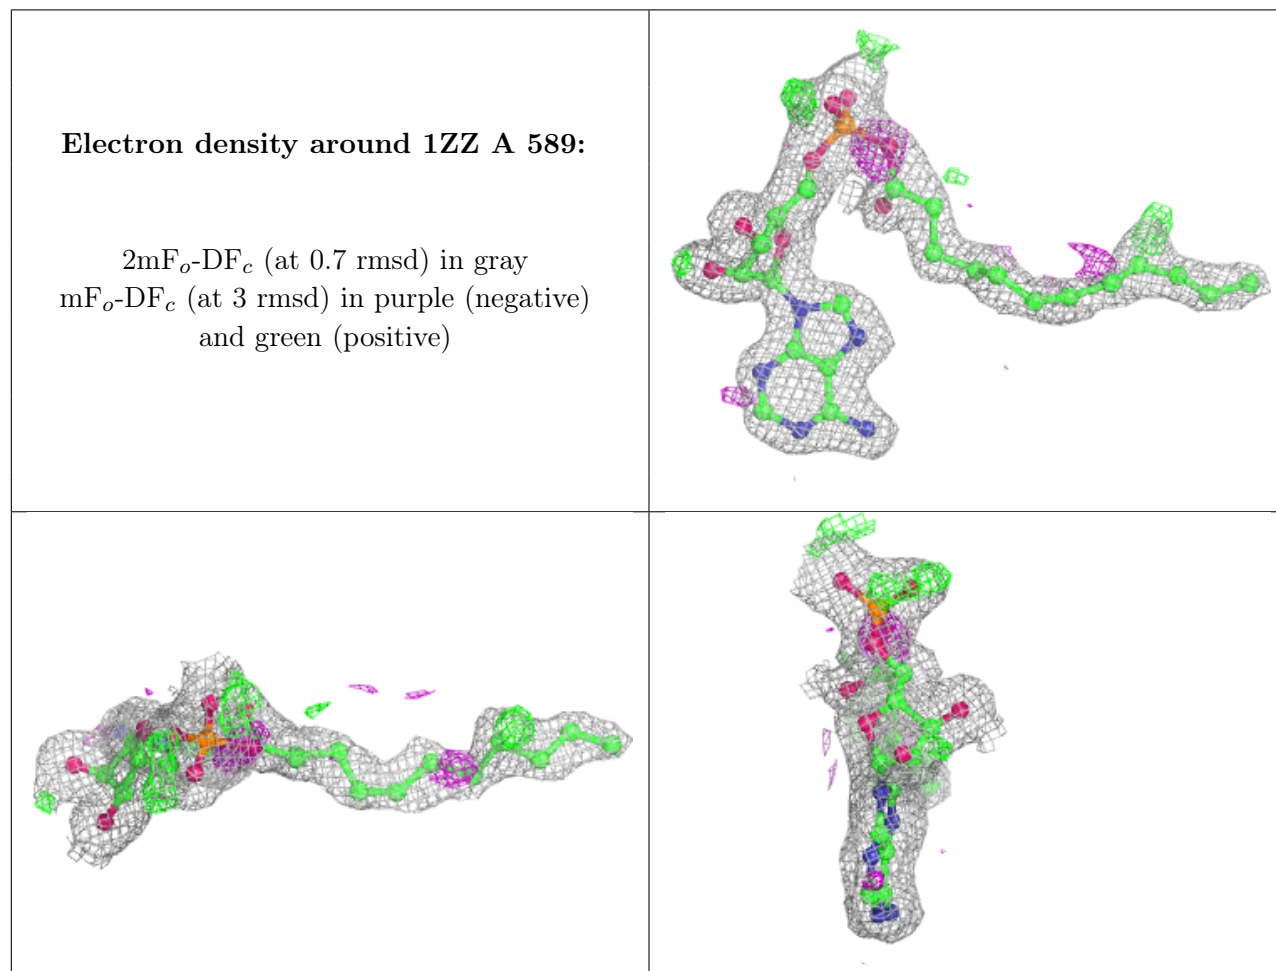 Electron density around 1ZZ A 589:
2mFo-DFc (at 0.7 rmsd) in gray
mFo-DFc (at 3 rmsd) in purple (negative)
and green (positive)